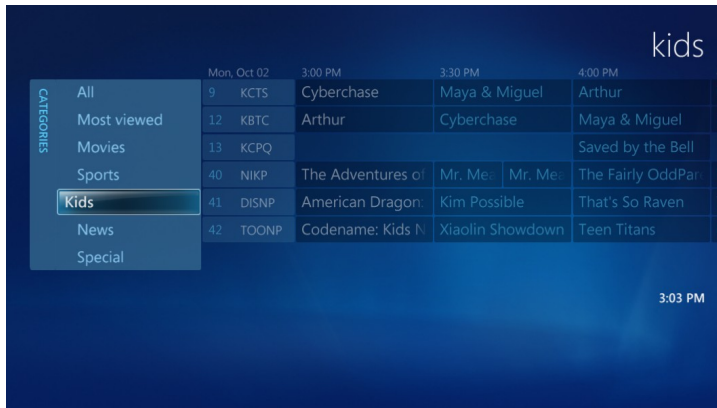 kids
Mon, Oct 02 3:00 PM 3:30 PM 4:00 PM
CATEGORIES
All
Most viewed
Movies
Sports
Kids
News
Special
9 KCTS Cyberchase Maya & Miguel Arthur
12 KBTC Arthur Cyberchase Maya & Miguel
13 KCPQ Saved by the Bell
40 NIKP The Adventures of Mr. Mea Mr. Mea The Fairly OddPar
41 DISNP American Dragon: Kim Possible That's So Raven
42 TOONP Codename: Kids N Xiaolin Showdown Teen Titans
3:03 PM